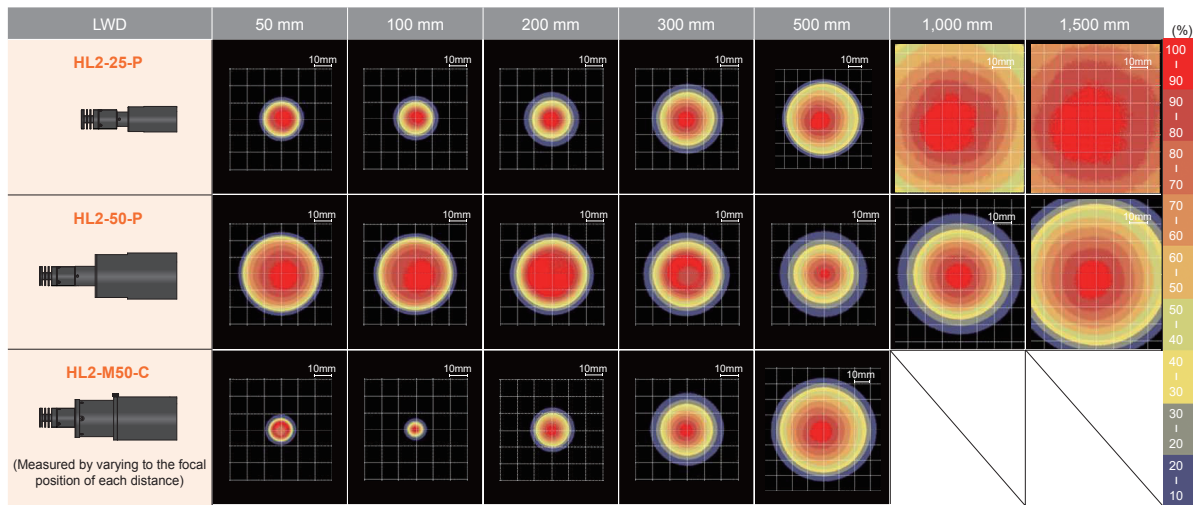 LWD 50 mm 100 mm 200 mm 300 mm 500 mm 1,000 mm 1,500 mm
(%)
HL2-25-P
10mm 10mm 10mm 10mm 10mm 10mm 10mm
HL2-50-P
10mm 10mm 10mm 10mm 10mm 10mm 10mm
HL2-M50-C
10mm 10mm 10mm 10mm 10mm
(Measured by varying to the focal
position of each distance)
100
I
90
90
I
80
80
I
70
70
I
60
60
I
50
50
I
40
40
I
30
30
I
20
20
I
10